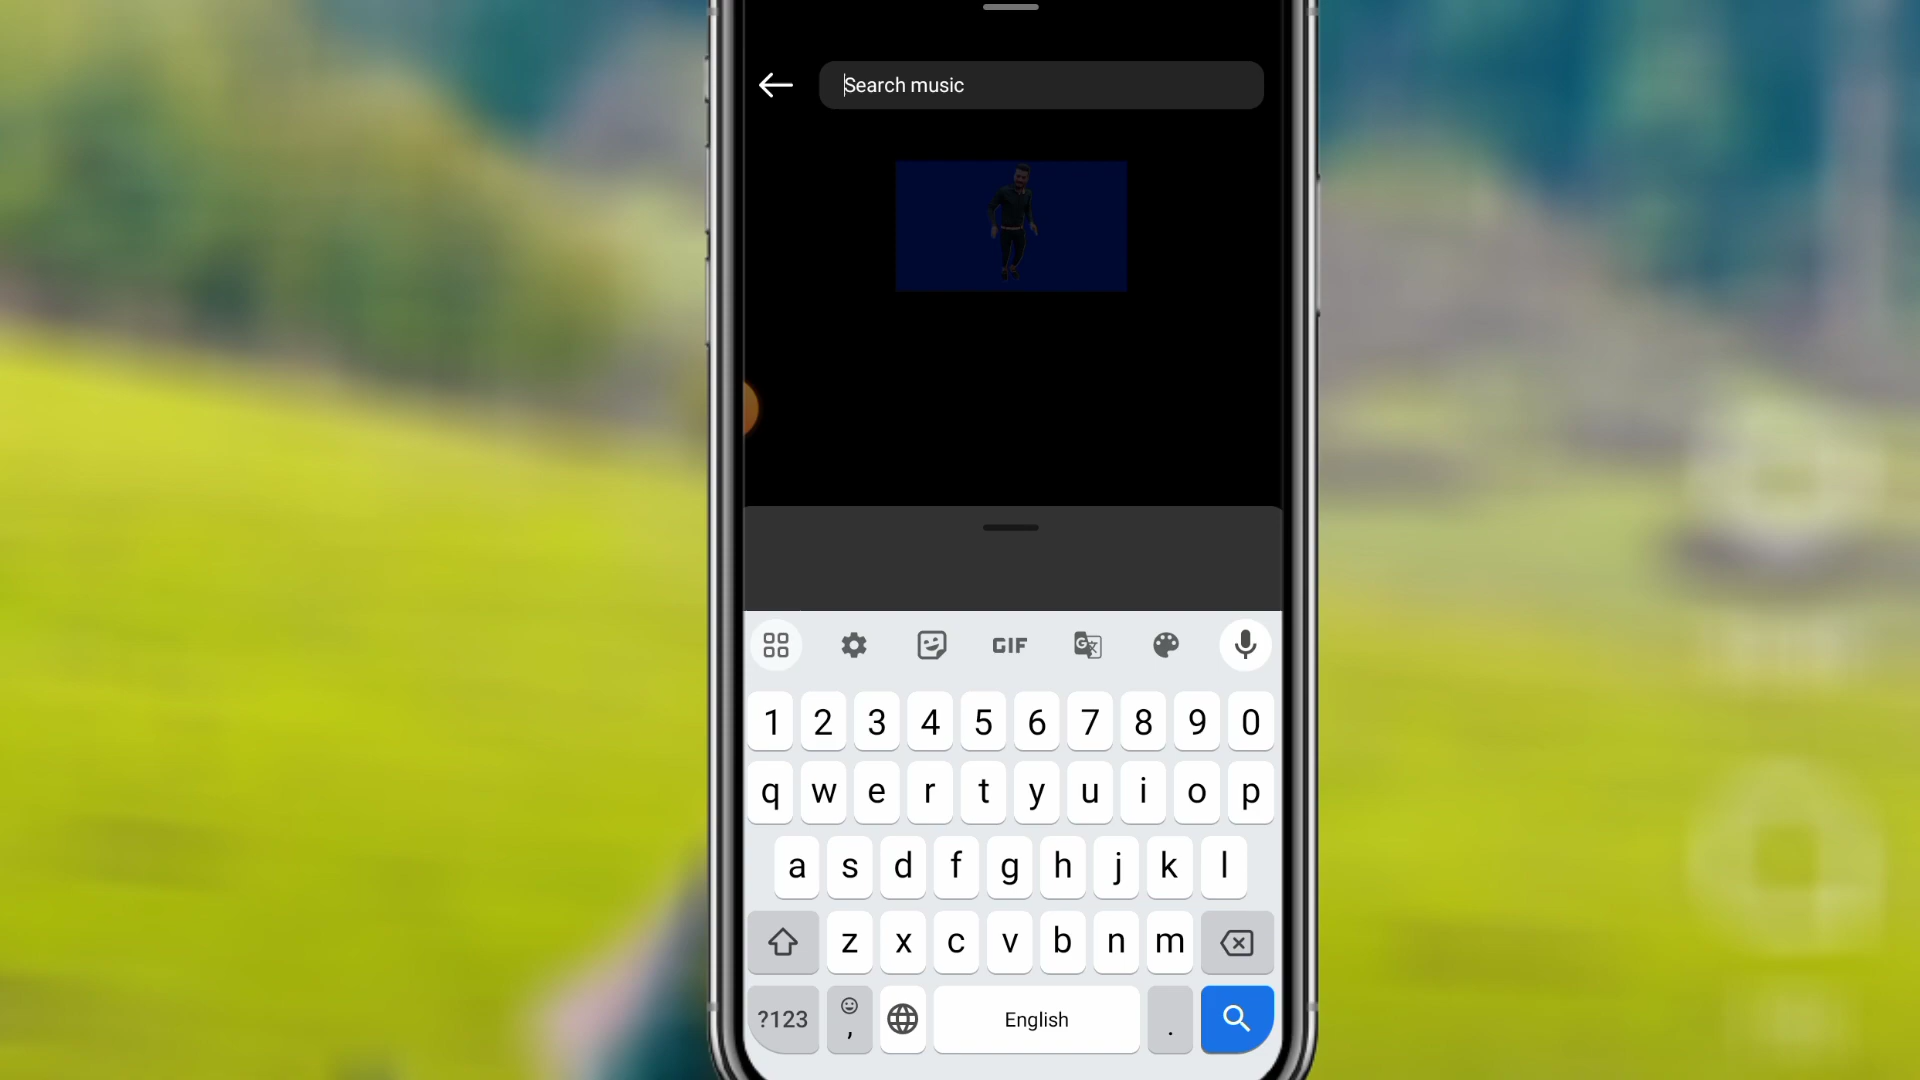 Search music
GIF
1 2 3 4 5 6 7 8 9 0
q w e r t y u i o p
a s d f g h j k l
z x c v b n m
?123 , English .